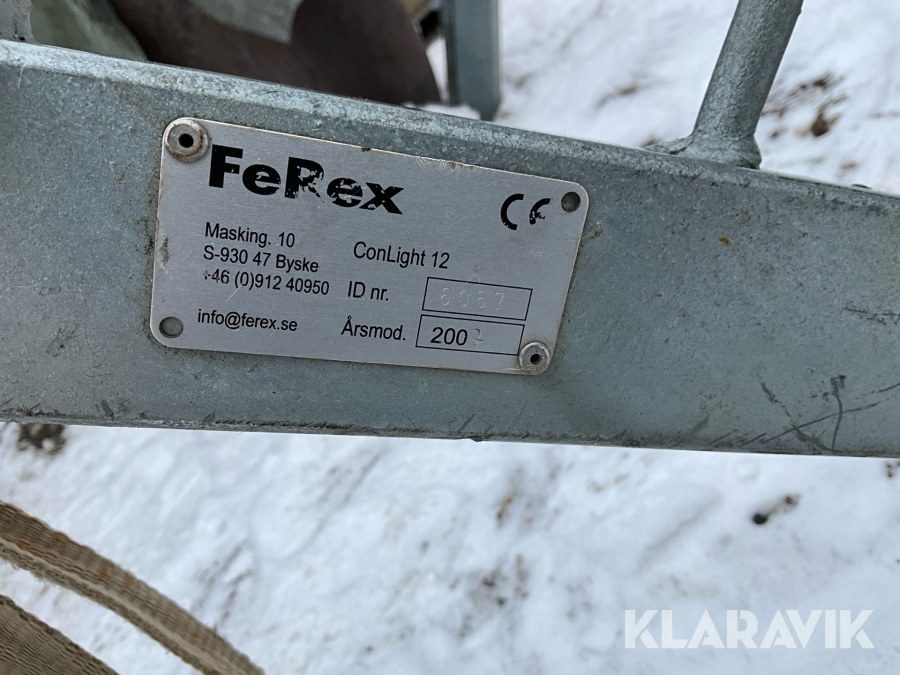 FeRex
CE
Masking. 10
S-930 47 Byske
+46 (0)912 40950
info@ferex.se
ConLight 12
ID nr.
Årsmod. 200
KLARAVIK